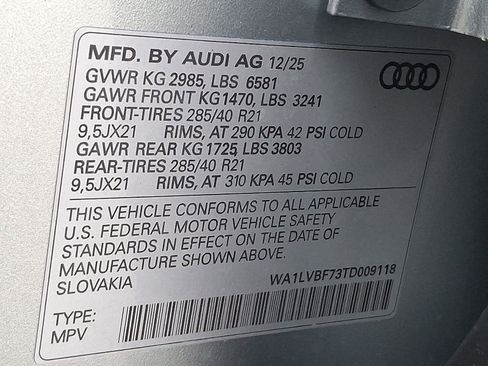 MFD. BY AUDI AG 12/25
GVWR KG 2985, LBS 6581
GAWR FRONT KG1470, LBS 3241
FRONT-TIRES 285/40 R21
9,5JX21 RIMS, AT 290 KPA 42 PSI COLD
GAWR REAR KG 1725, LBS 3803
REAR-TIRES 285/40 R21
9,5JX21 RIMS, AT 310 KPA 45 PSI COLD
THIS VEHICLE CONFORMS TO ALL APPLICABLE
U.S. FEDERAL MOTOR VEHICLE SAFETY
STANDARDS IN EFFECT ON THE DATE OF
MANUFACTURE SHOWN ABOVE.
SLOVAKIA
WA1LVBF73TD009118
TYPE:
MPV